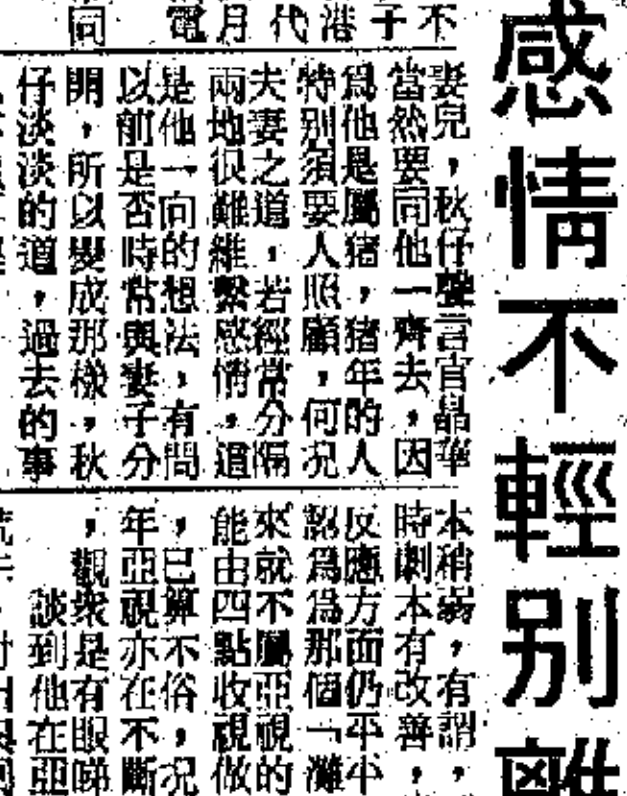 感情不輕別離
不
子
港
代
月
電
同
妻兒，秋仔聲言官晶華
當然要同他一齊去，因
爲他是屬豬，豬年的人
特別須要人照顧，何況
夫妻之道，若經常分隔
兩地很難維繫感情，這
是他一向的想法，有問
以前是否時常與妻子分
開，所以變成那樣，秋
仔淡淡的道，過去的事
本稍弱，有謂，
時劇本有改善，
反應方面仍平平
認爲那個「灘
來就不屬亞視的
能由四點收視做
，已算不俗，況
年亞視亦在不斷
，觀衆是有眼睇
談到他在亞